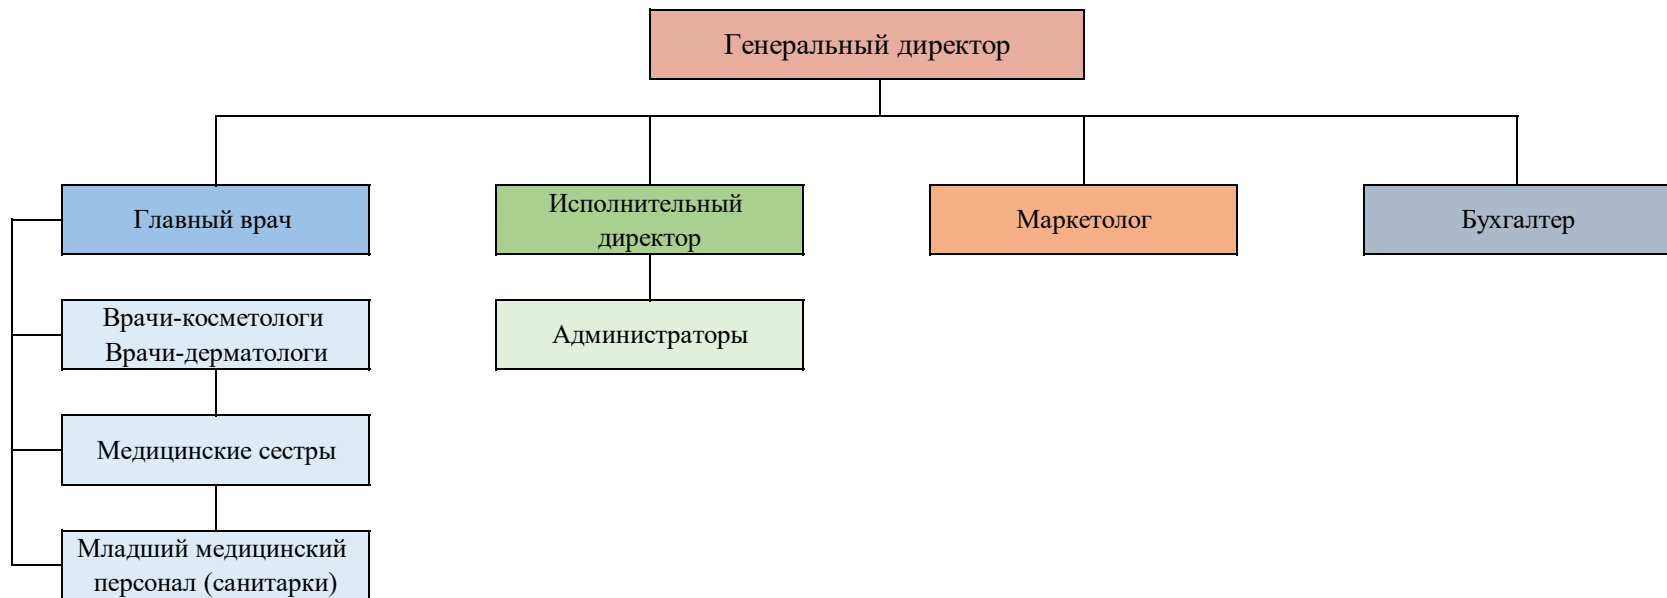 Генеральный директор
Главный врач
Исполнительный
директор
Маркетолог
Бухгалтер
Врачи-косметологи
Врачи-дерматологи
Администраторы
Медицинские сестры
Младший медицинский
персонал (санитарки)